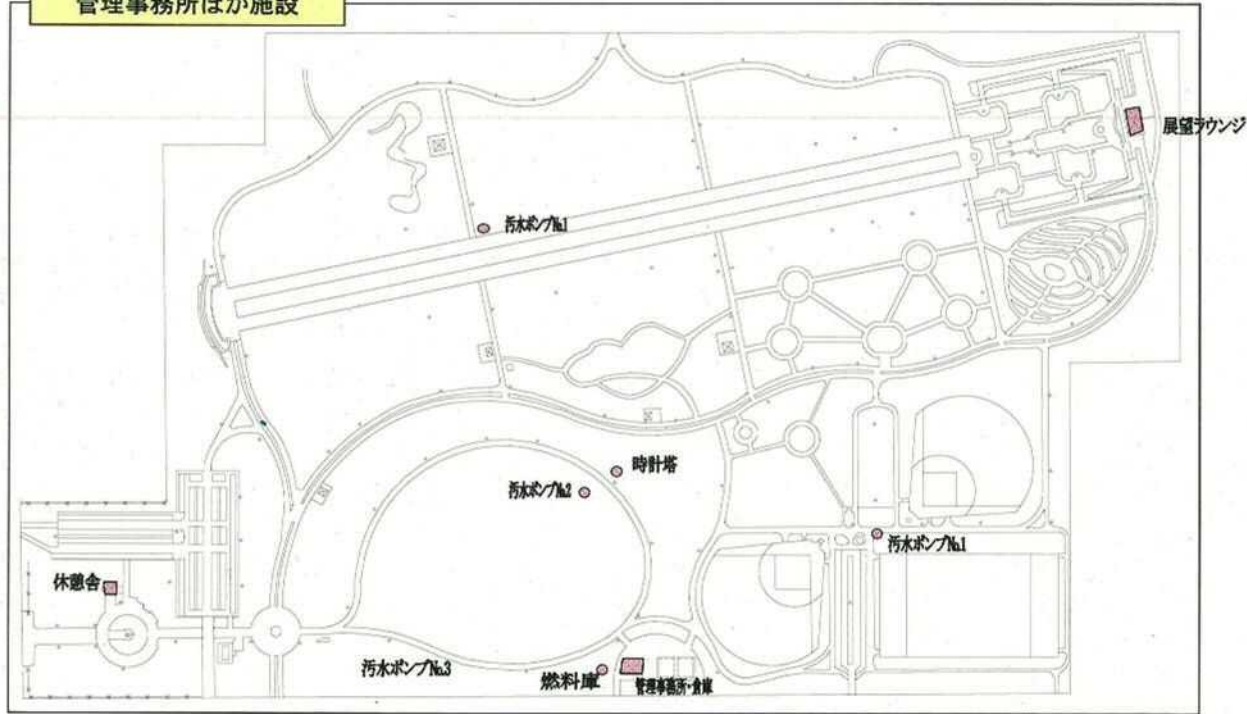 管理事務所ほか施設
展望ラウンジ
汚水ポンプNo.1
時計塔
汚水ポンプNo.2
汚水ポンプNo.1
休憩舎
汚水ポンプNo.3
燃料庫
管理事務所・倉庫